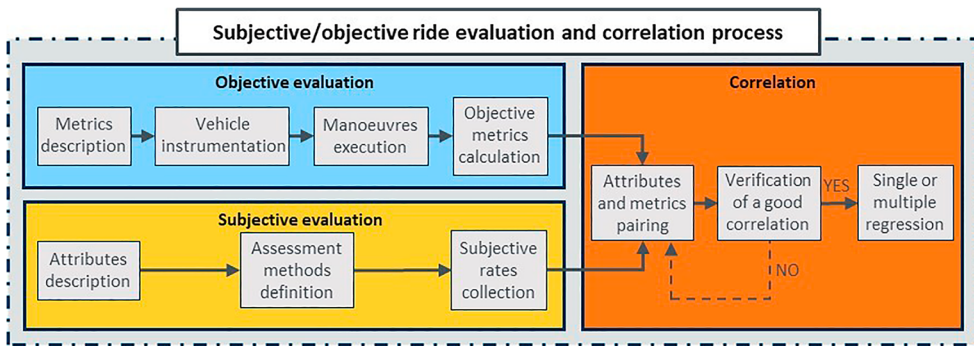 Subjective/objective ride evaluation and correlation process
Objective evaluation
Metrics
description
Vehicle
instrumentation
Manoeuvres
execution
Objective
metrics
calculation
Subjective evaluation
Attributes
description
Assessment
methods
definition
Subjective
rates
collection
Correlation
Attributes
and metrics
pairing
Verification
of a good
correlation
YES
Single or
multiple
regression
NO